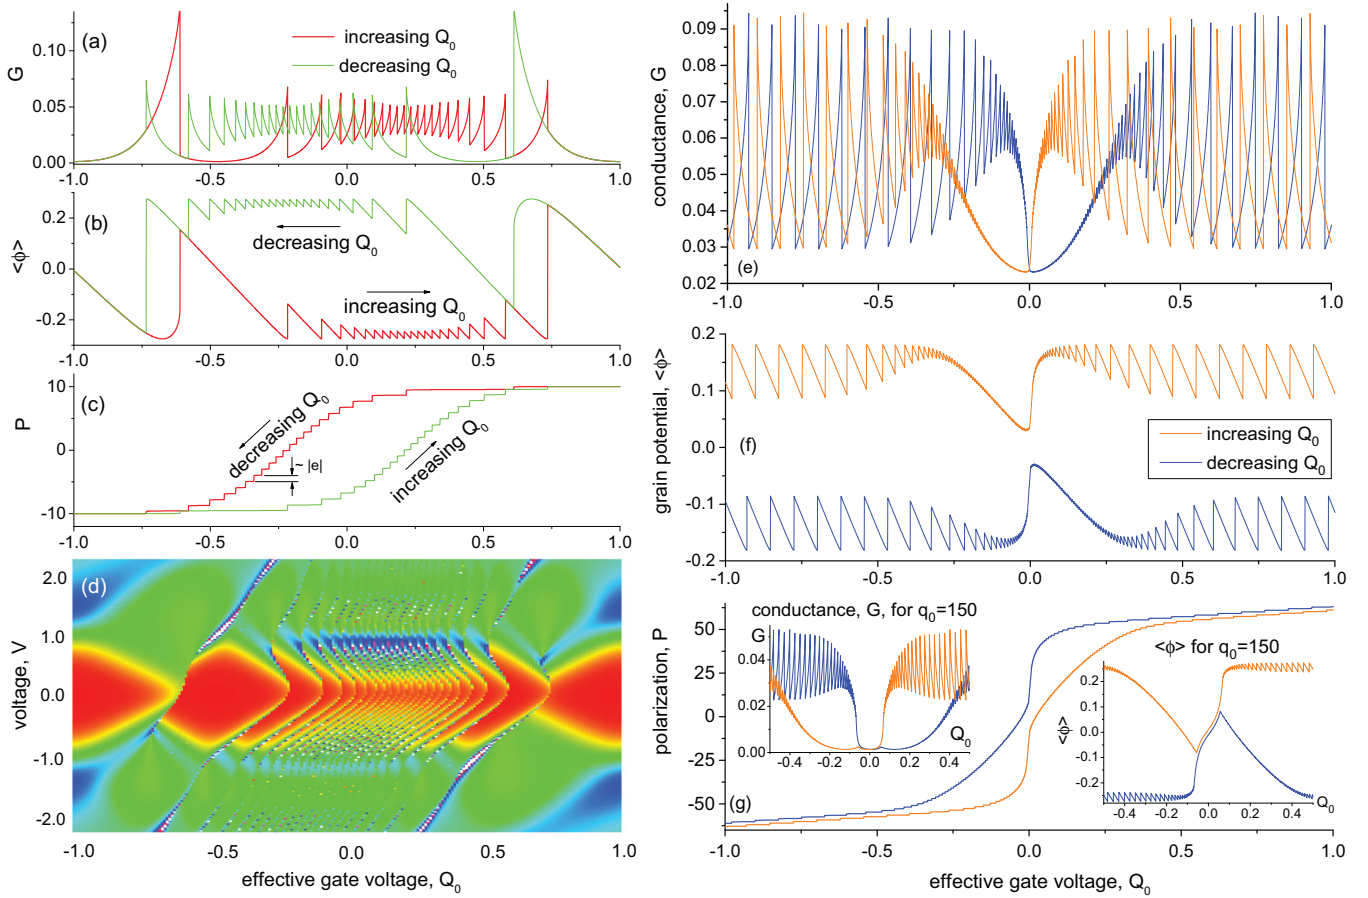 (a)
increasing Q0
decreasing Q0
G
0.10
0.05
0.00
-1.0 -0.5 0.0 0.5 1.0
(b)
decreasing Q0
increasing Q0
<ϕ>
0.2
0.0
-0.2
-1.0 -0.5 0.0 0.5 1.0
(c)
decreasing Q0
~ |e|
increasing Q0
P
10
0
-10
-1.0 -0.5 0.0 0.5 1.0
(d)
voltage, V
2.0
1.0
0.0
-1.0
-2.0
-1.0 -0.5 0.0 0.5 1.0
effective gate voltage, Q0
conductance, G
0.09
0.08
0.07
0.06
0.05
0.04
0.03
0.02
(e)
-1.0 -0.5 0.0 0.5 1.0
grain potential, <ϕ>
0.2
0.1
0.0
-0.1
-0.2
(f)
increasing Q0
decreasing Q0
-1.0 -0.5 0.0 0.5 1.0
polarization, P
50
25
0
-25
-50
(g)
conductance, G, for q0=150
G
0.04
0.02
0.00
Q0
-0.4 -0.2 0.0 0.2 0.4
<ϕ> for q0=150
<ϕ>
0.2
0.1
0.0
-0.1
-0.2
Q0
-0.4 -0.2 0.0 0.2 0.4
-1.0 -0.5 0.0 0.5 1.0
effective gate voltage, Q0